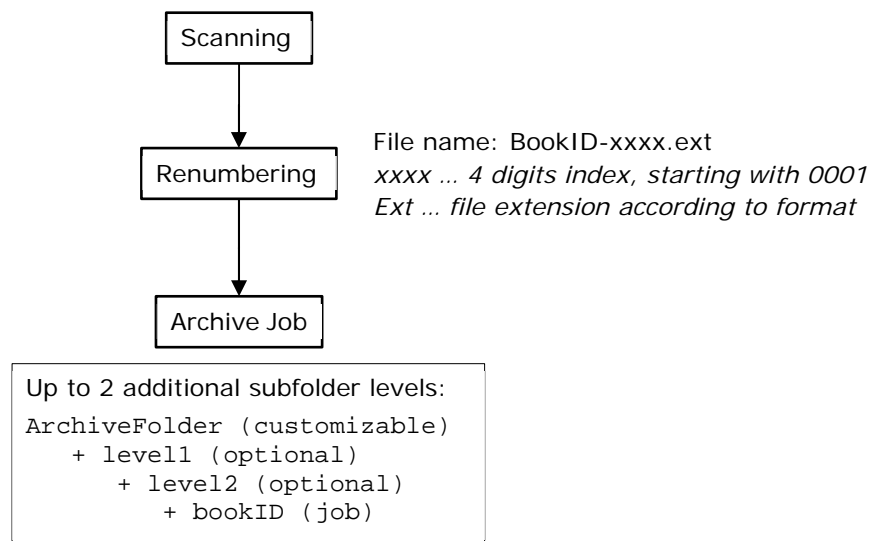 Scanning
Renumbering
File name: BookID-xxxx.ext
xxxx … 4 digits index, starting with 0001
Ext … file extension according to format
Archive Job
Up to 2 additional subfolder levels:
ArchiveFolder (customizable)
+ level1 (optional)
+ level2 (optional)
+ bookID (job)